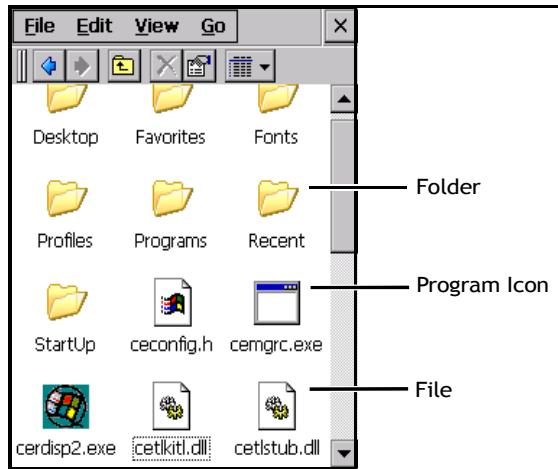 File Edit View Go
Desktop Favorites Fonts
Profiles Programs Recent
Folder
StartUp ceconfig.h cemgrc.exe
Program Icon
cerdisp2.exe cetlkitl.dll cetlstub.dll
File